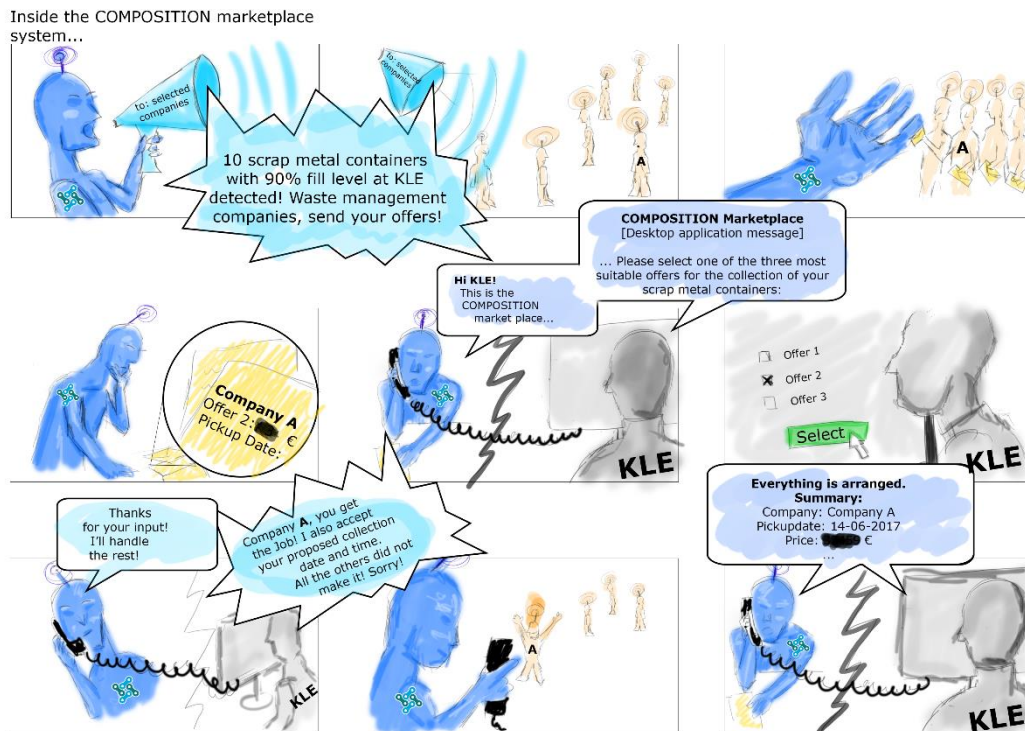 Inside the COMPOSITION marketplace
system...
to: selected
companies
to: selected
companies
10 scrap metal containers
with 90% fill level at KLE
detected! Waste management
companies, send your offers!
A
A
COMPOSITION Marketplace
[Desktop application message]
... Please select one of the three most
suitable offers for the collection of your
scrap metal containers:
Hi KLE!
This is the
COMPOSITION
market place...
Company A
Offer 2: €
Pickup Date:
KLE
Offer 1
Offer 2
Offer 3
Select
KLE
Thanks
for your input!
I'll handle
the rest!
KLE
Company A, you get
the Job! I also accept
your proposed collection
date and time.
All the others did not
make it! Sorry!
A
Everything is arranged.
Summary:
Company: Company A
Pickupdate: 14-06-2017
Price: €
...
KLE